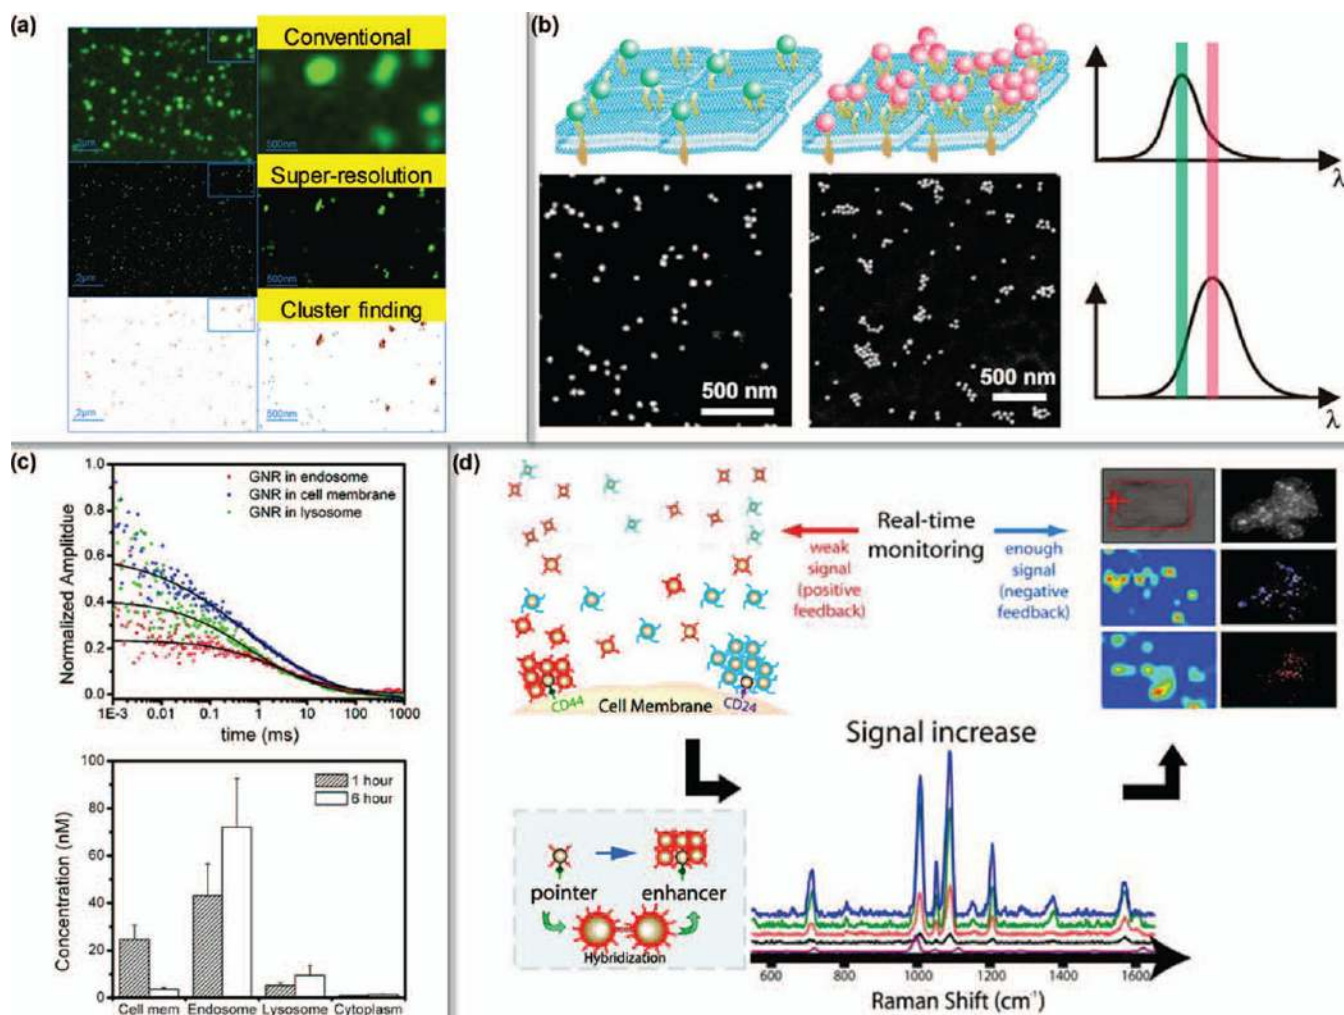 (a)
Conventional
2μm
500nm
Super-resolution
2μm
500nm
Cluster finding
2μm
500nm
(b)
500 nm
500 nm
λ
λ
(c)
1.0
0.8
0.6
0.4
0.2
0.0
Normalized Amplitdue
GNR in endosome
GNR in cell membrane
GNR in lysosome
1E-3 0.01 0.1 1 10 100 1000
time (ms)
100
80
60
40
20
0
Concentration (nM)
1 hour
6 hour
Cell mem Endosome Lysosome Cytoplasm
(d)
Real-time
monitoring
weak
signal
(positive
feedback)
enough
signal
(negative
feedback)
CD44
Cell Membrane
CD24
Signal increase
pointer
enhancer
Hybridization
600 800 1000 1200 1400 1600
Raman Shift (cm⁻¹)